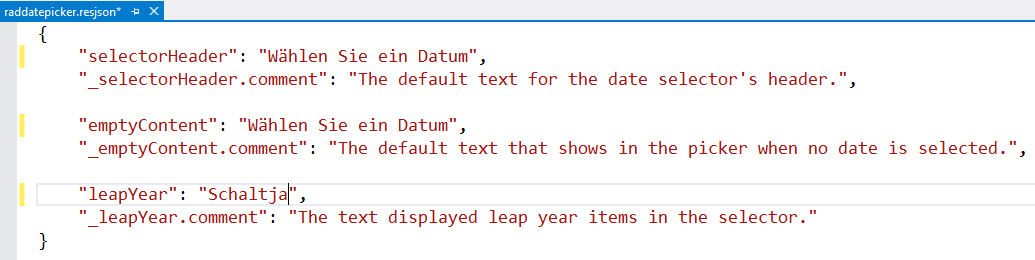 raddatepicker.resjson*
{
"selectorHeader": "Wählen Sie ein Datum",
"_selectorHeader.comment": "The default text for the date selector's header.",
"emptyContent": "Wählen Sie ein Datum",
"_emptyContent.comment": "The default text that shows in the picker when no date is selected.",
"leapYear": "Schaltja",
"_leapYear.comment": "The text displayed leap year items in the selector."
}